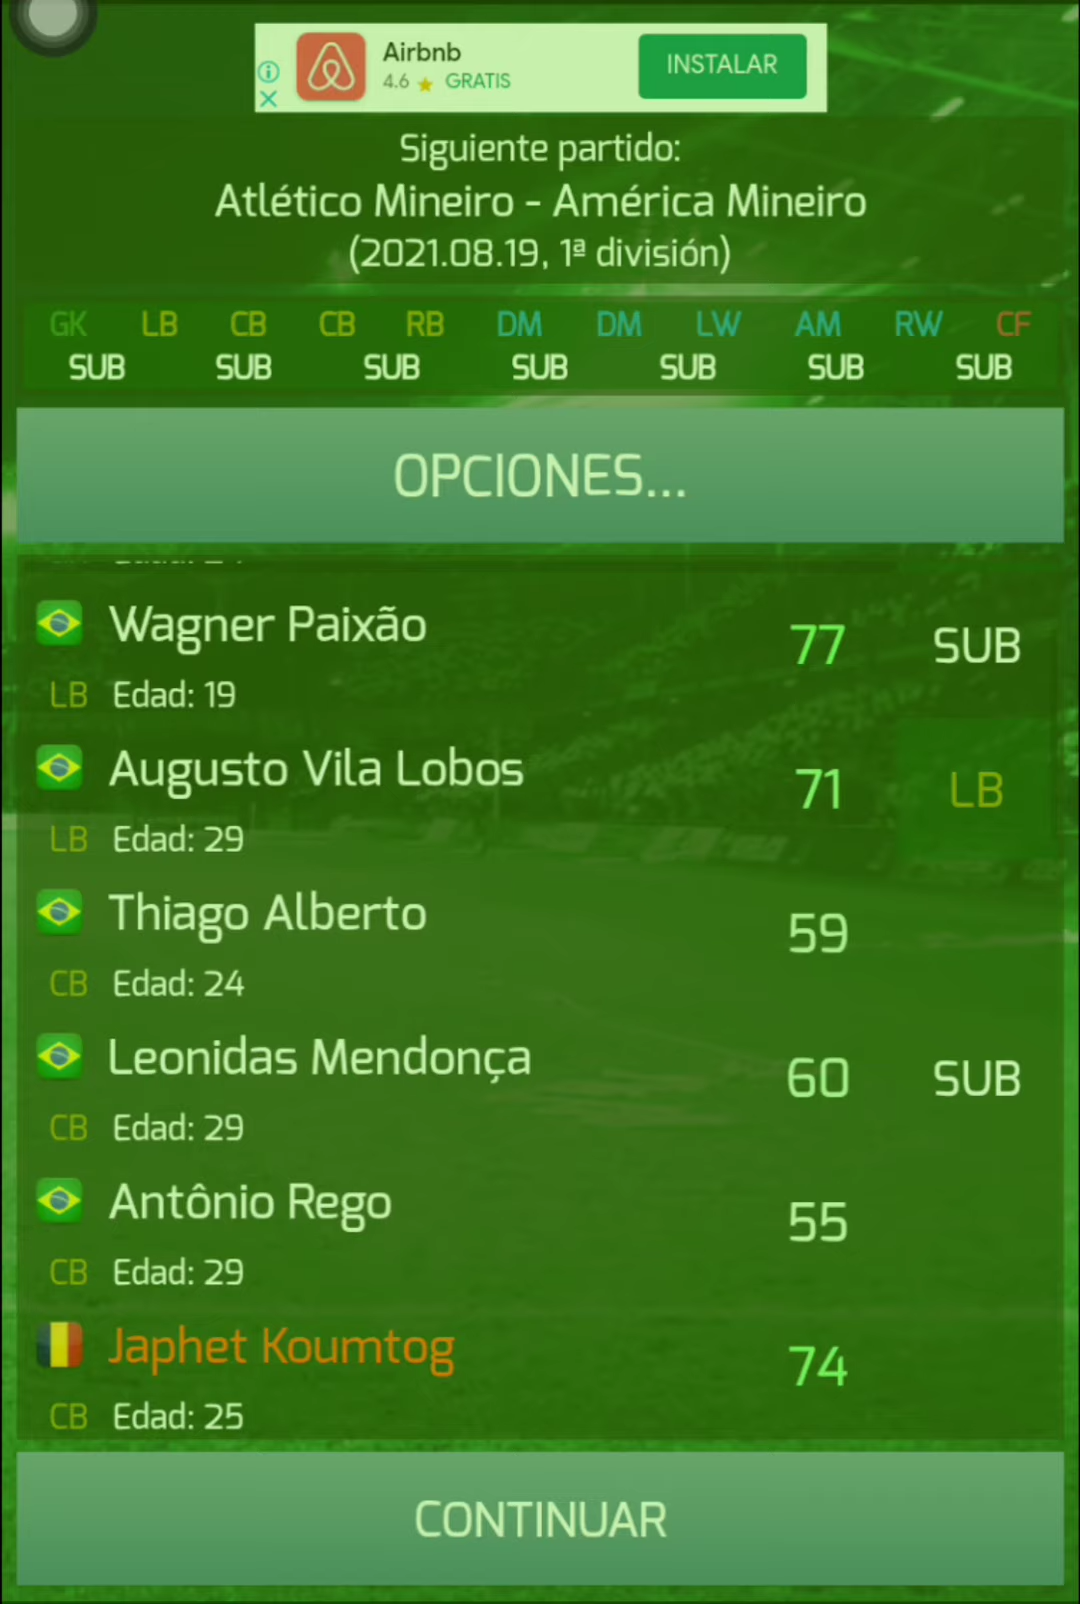 Airbnb
4.6 GRATIS
INSTALAR
Siguiente partido:
Atlético Mineiro - América Mineiro
(2021.08.19, 1ª división)
GK LB CB CB RB DM DM LW AM RW CF
SUB SUB SUB SUB SUB SUB SUB
OPCIONES...
Wagner Paixão 77 SUB
LB Edad: 19
Augusto Vila Lobos 71 LB
LB Edad: 29
Thiago Alberto 59
CB Edad: 24
Leonidas Mendonça 60 SUB
CB Edad: 29
Antônio Rego 55
CB Edad: 29
Japhet Koumtog 74
CB Edad: 25
CONTINUAR